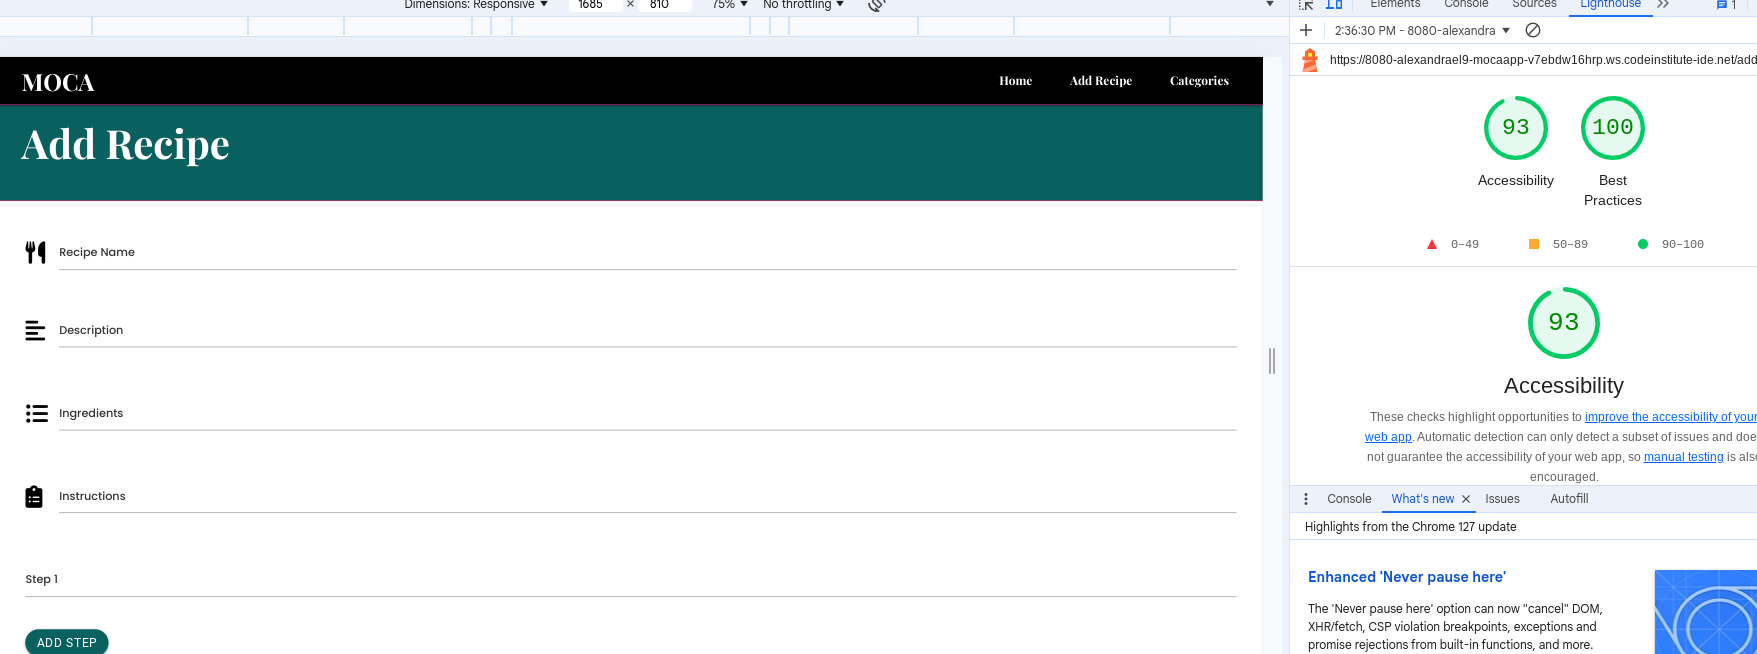 Dimensions: Responsive 1685 × 810 75% No throttling
MOCA
Home Add Recipe Categories
Add Recipe
Recipe Name
Description
Ingredients
Instructions
Step 1
ADD STEP
Elements Console Sources Lighthouse 1
2:36:30 PM - 8080-alexandra
https://8080-alexandrael9-mocaapp-v7ebdw16hrp.ws.codeinstitute-ide.net/add
93 100
Accessibility Best
Practices
0–49 50–89 90–100
93
Accessibility
These checks highlight opportunities to improve the accessibility of your
web app. Automatic detection can only detect a subset of issues and doe
not guarantee the accessibility of your web app, so manual testing is also
encouraged.
Console What's new Issues Autofill
Highlights from the Chrome 127 update
Enhanced 'Never pause here'
The 'Never pause here' option can now "cancel" DOM,
XHR/fetch, CSP violation breakpoints, exceptions and
promise rejections from built-in functions, and more.